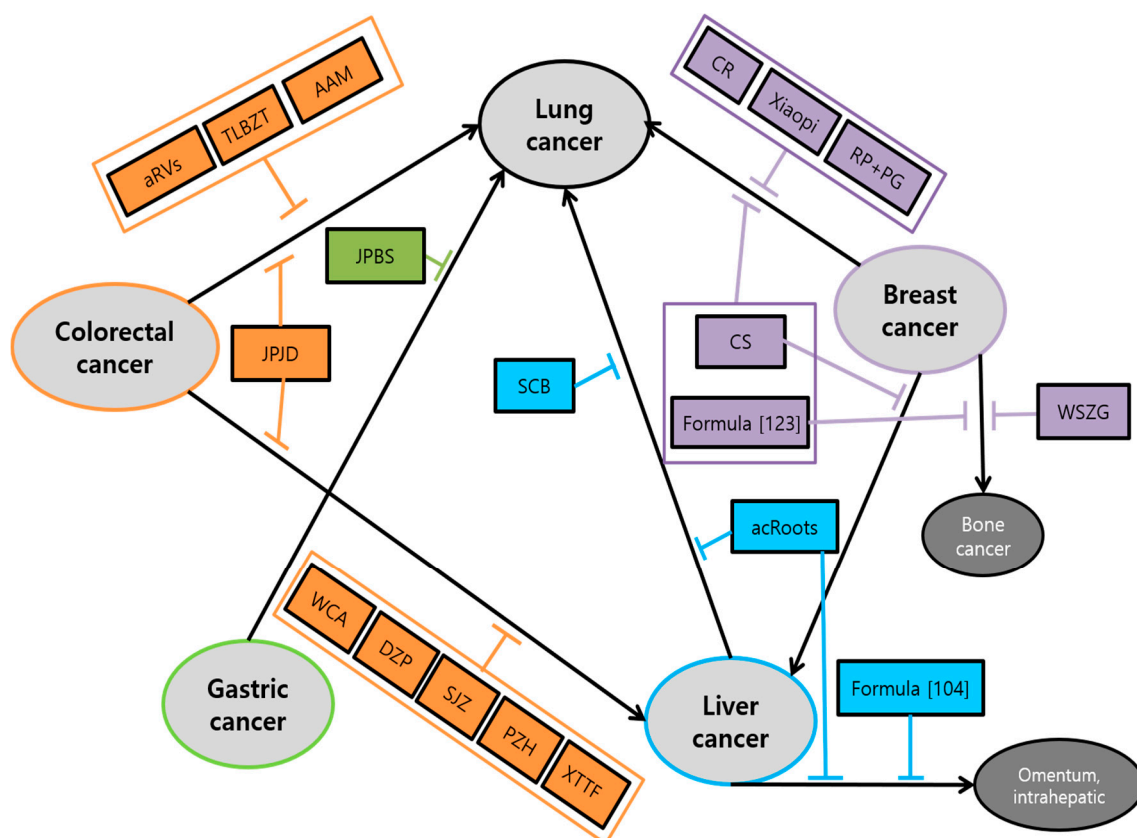 AAM
TLBZT
aRVs
Lung
cancer
CR
Xiaopi
RP+PG
JPBS
Colorectal
cancer
JPJD
SCB
CS
Formula [123]
Breast
cancer
WSZG
acRoots
Bone
cancer
WCA
DZP
SJZ
PZH
XTTF
Gastric
cancer
Liver
cancer
Formula [104]
Omentum,
intrahepatic